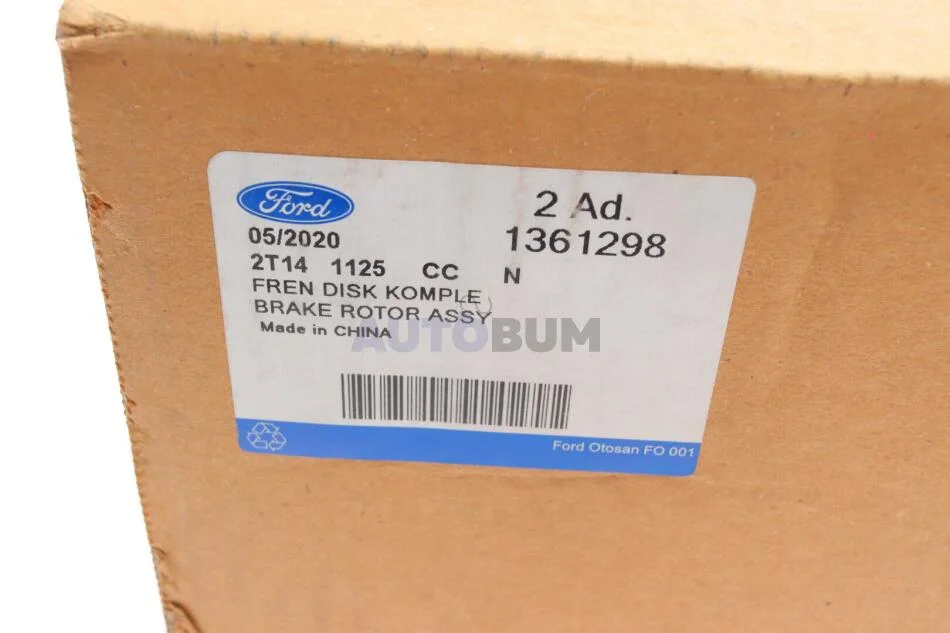 Ford
2 Ad.
05/2020
1361298
2T14 1125 CC N
FREN DISK KOMPLE
BRAKE ROTOR ASSY
Made in CHINA
AUTOBUM
Ford Otosan FO 001